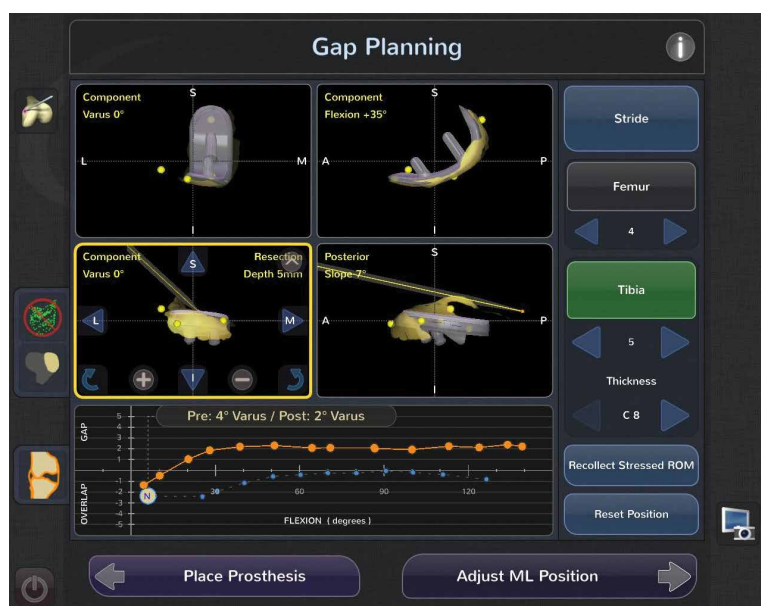 Gap Planning
i
Component
Varus 0°
S
L
M
I
Component
Flexion +35°
S
A
P
I
Stride
Femur
4
Component
Varus 0°
Resection
Depth 5mm
S
L
M
I
Posterior
Slope 7°
S
A
P
I
Tibia
5
Thickness
C 8
Pre: 4° Varus / Post: 2° Varus
GAP
OVERLAP
5
4
3
2
1
-1
-2
-3
-4
-5
N
30
60
90
120
FLEXION ( degrees )
Recollect Stressed ROM
Reset Position
Place Prosthesis
Adjust ML Position